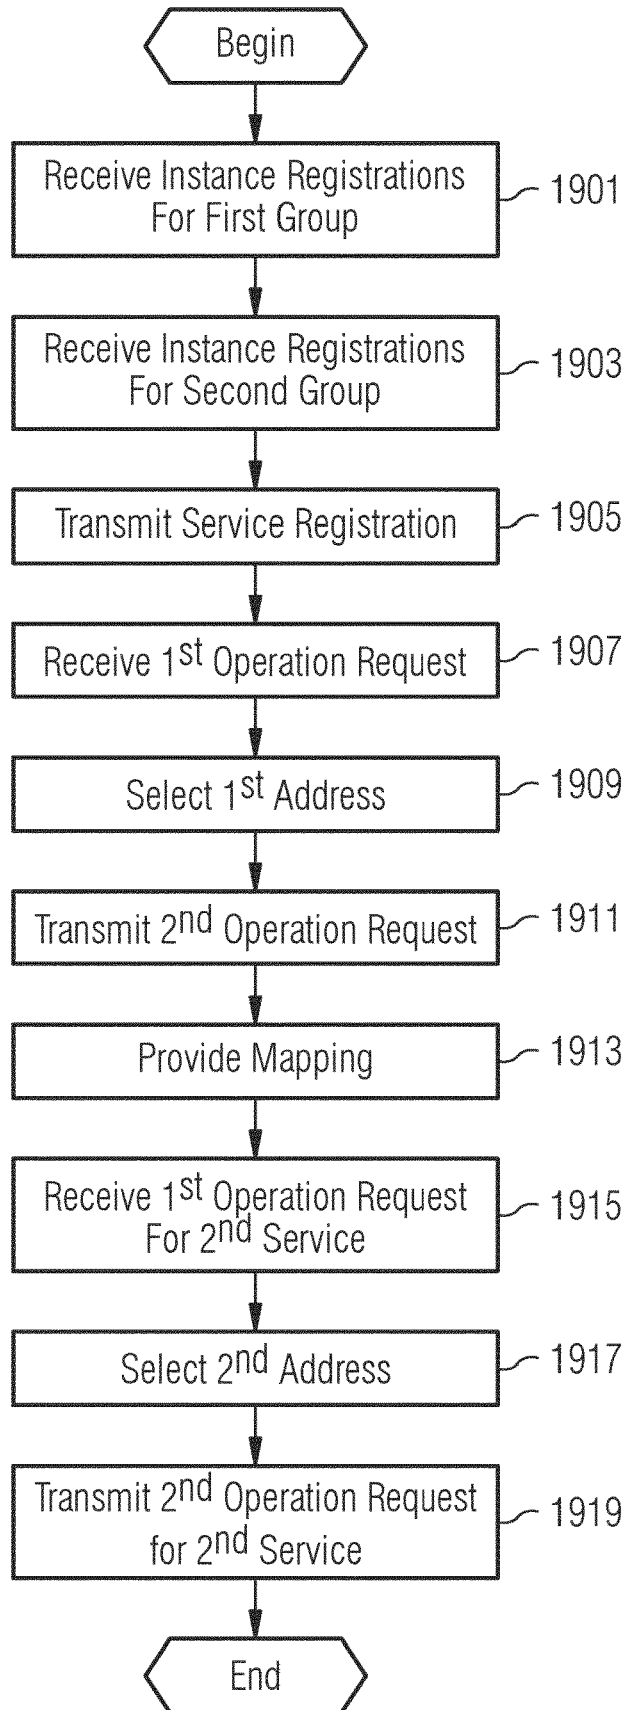 Begin
Receive Instance Registrations
For First Group
1901
Receive Instance Registrations
For Second Group
1903
Transmit Service Registration
1905
Receive 1st Operation Request
1907
Select 1st Address
1909
Transmit 2nd Operation Request
1911
Provide Mapping
1913
Receive 1st Operation Request
For 2nd Service
1915
Select 2nd Address
1917
Transmit 2nd Operation Request
for 2nd Service
1919
End